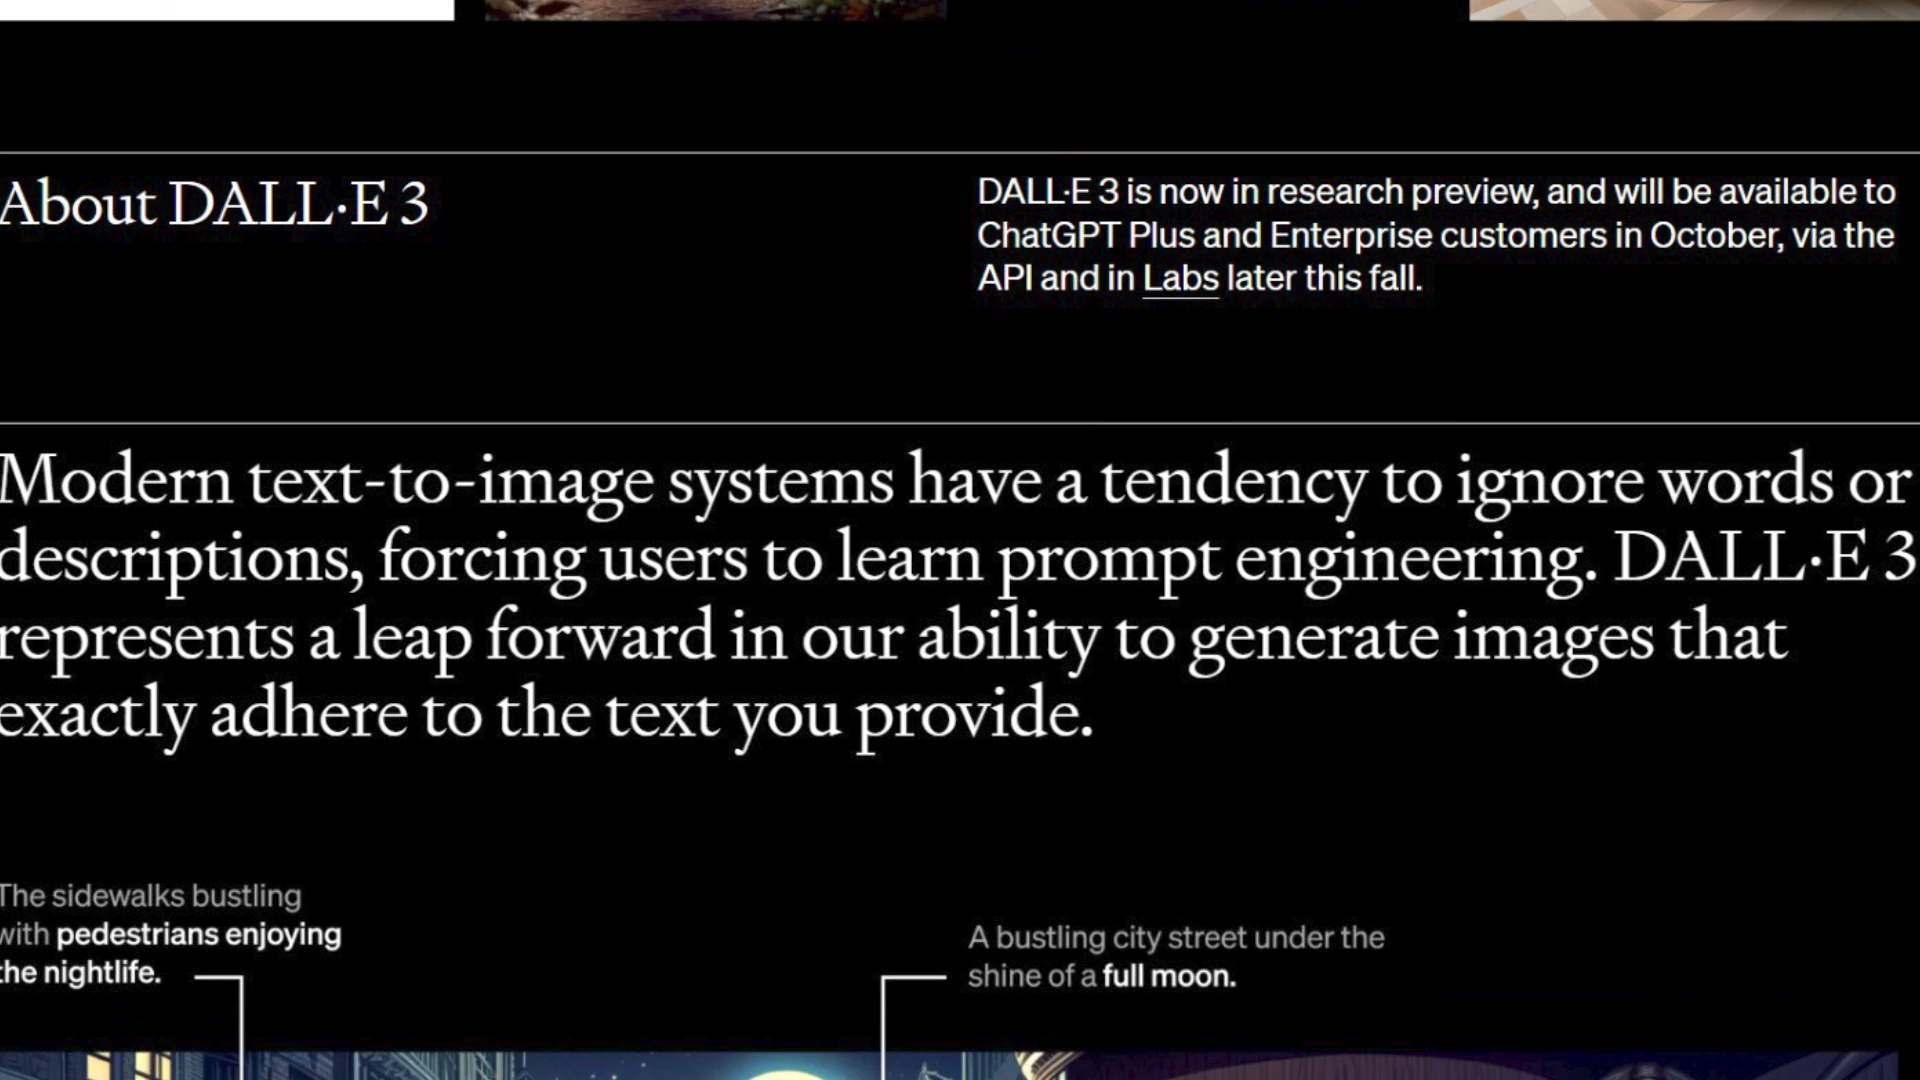 About DALL·E 3
DALL·E 3 is now in research preview, and will be available to
ChatGPT Plus and Enterprise customers in October, via the
API and in Labs later this fall.
Modern text-to-image systems have a tendency to ignore words or
descriptions, forcing users to learn prompt engineering. DALL·E 3
represents a leap forward in our ability to generate images that
exactly adhere to the text you provide.
The sidewalks bustling
with pedestrians enjoying
the nightlife.
A bustling city street under the
shine of a full moon.